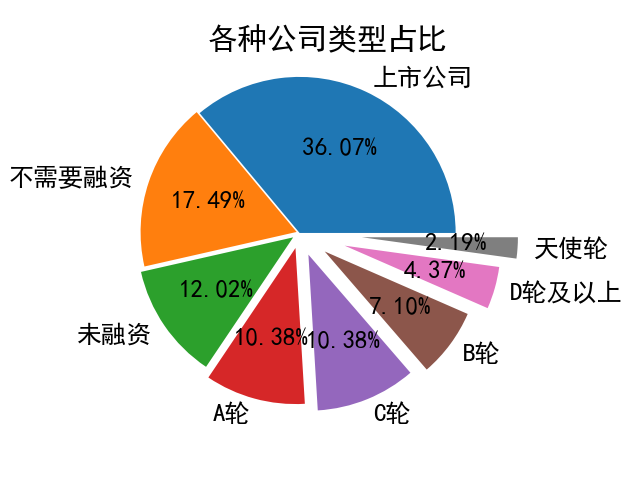 各种公司类型占比
上市公司
36.07%
不需要融资
17.49%
未融资
12.02%
A轮
10.38%
C轮
10.38%
B轮
7.10%
D轮及以上
4.37%
天使轮
2.19%